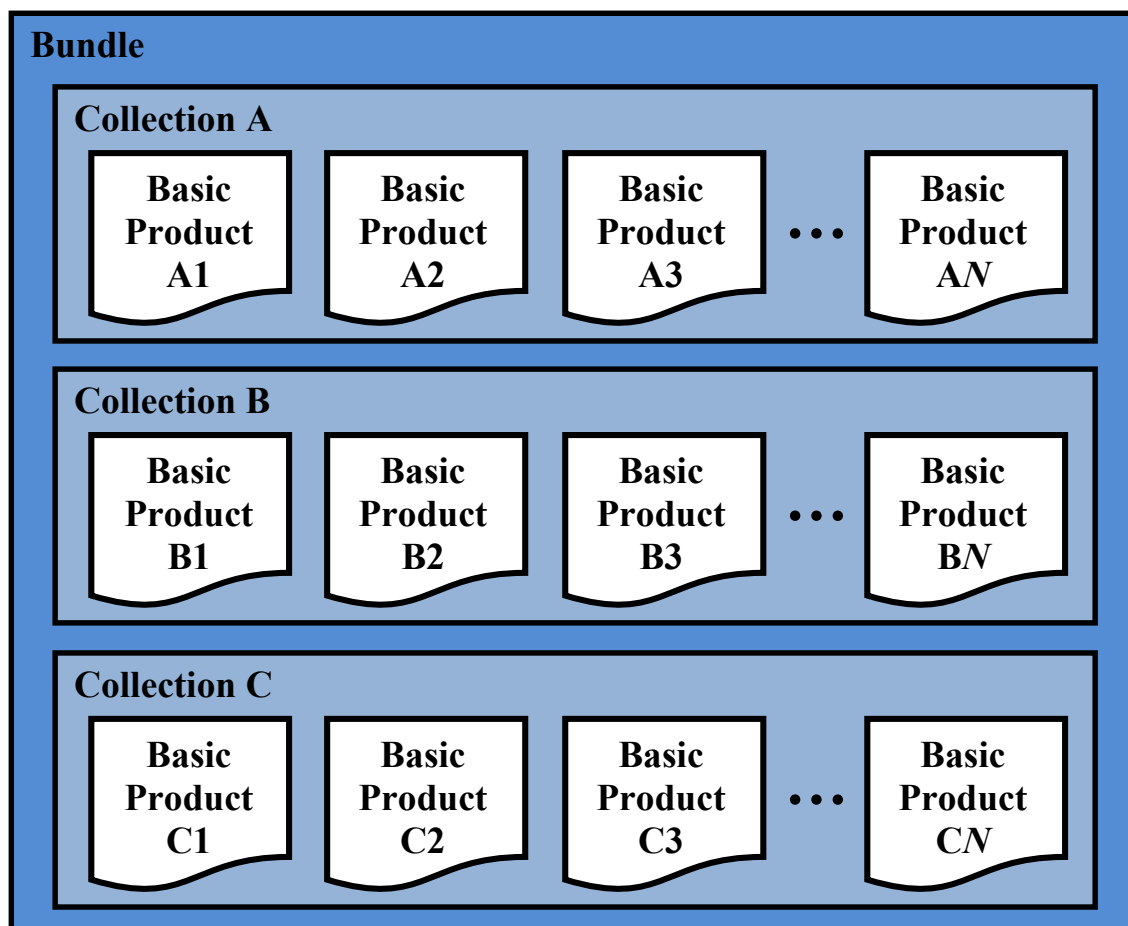 Bundle
Collection A
Basic Product A1
Basic Product A2
Basic Product A3
...
Basic Product AN
Collection B
Basic Product B1
Basic Product B2
Basic Product B3
...
Basic Product BN
Collection C
Basic Product C1
Basic Product C2
Basic Product C3
...
Basic Product CN